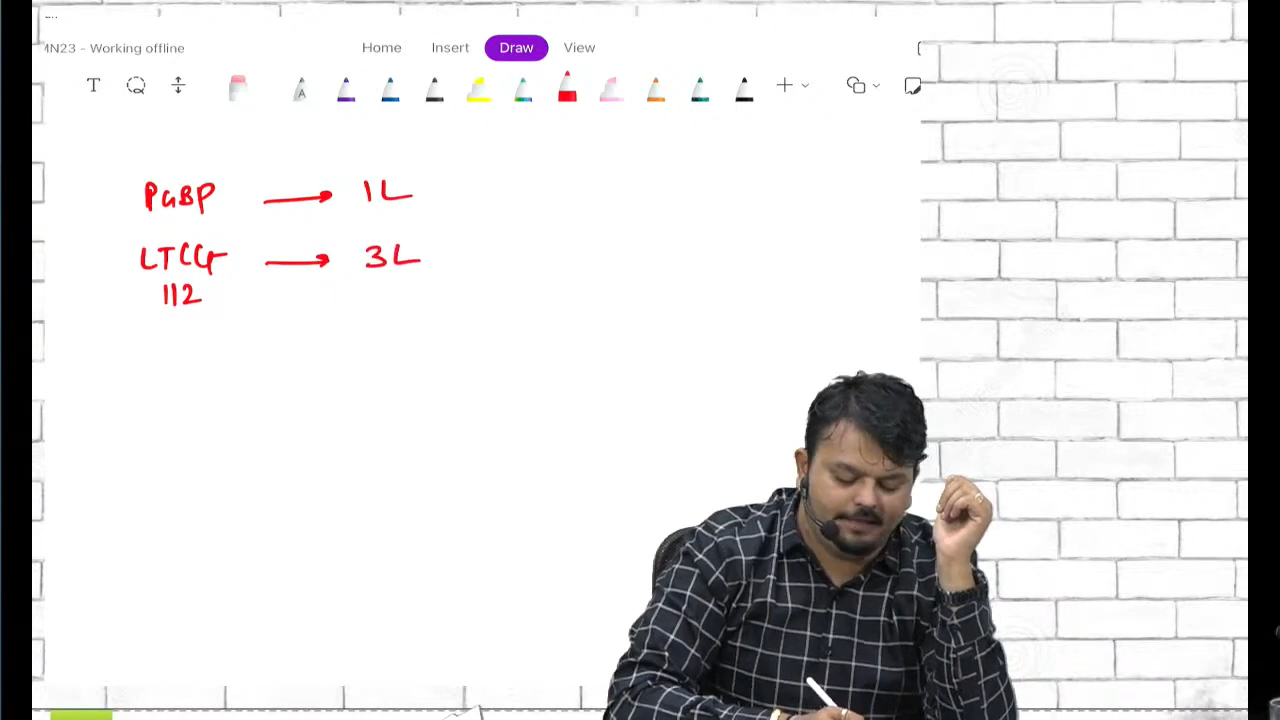 MN23 - Working offline
Home Insert Draw View
T
A
PGBP → 1L
LTCG → 3L
112